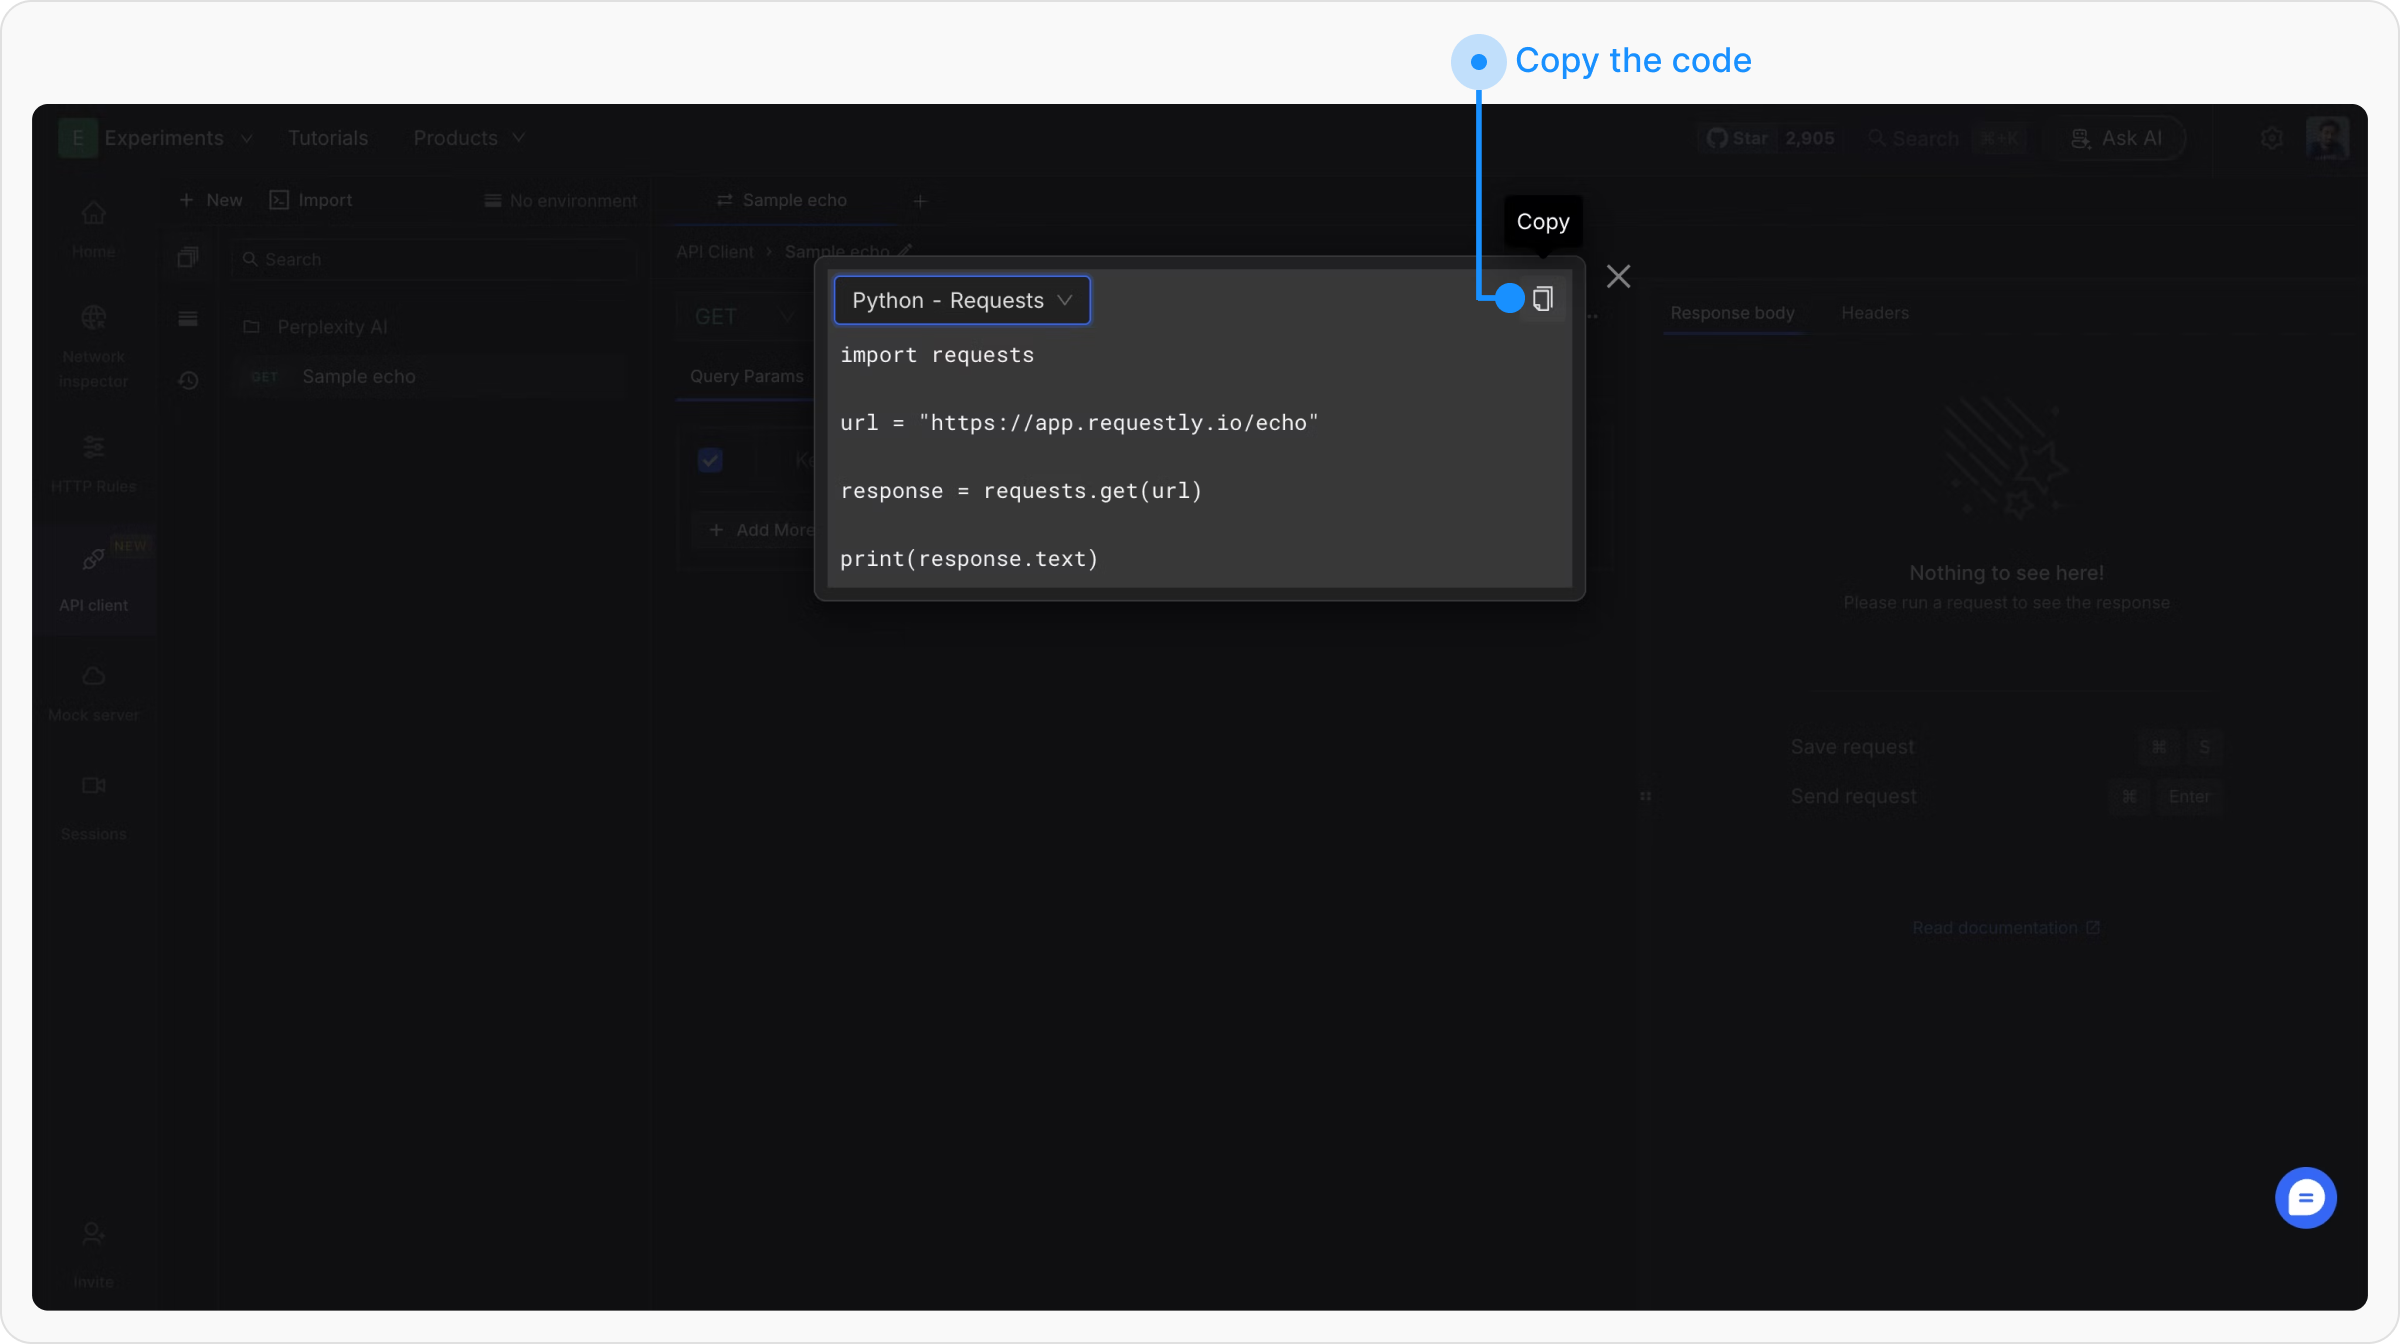 Copy the code
E Experiments Tutorials Products Star 2,905 Search ⌘+K Ask AI
New Import No environment Sample echo
Copy
Home
Search
API Client > Sample echo
Python - Requests
GET
Response body Headers
Network
inspector
Perplexity AI
import requests
GET Sample echo
Query Params
url = "https://app.requestly.io/echo"
HTTP Rules
Ke
response = requests.get(url)
+ Add More
NEW
API client
print(response.text)
Nothing to see here!
Please run a request to see the response
Mock server
Save request ⌘ S
Send request ⌘ Enter
Sessions
Read documentation
Invite